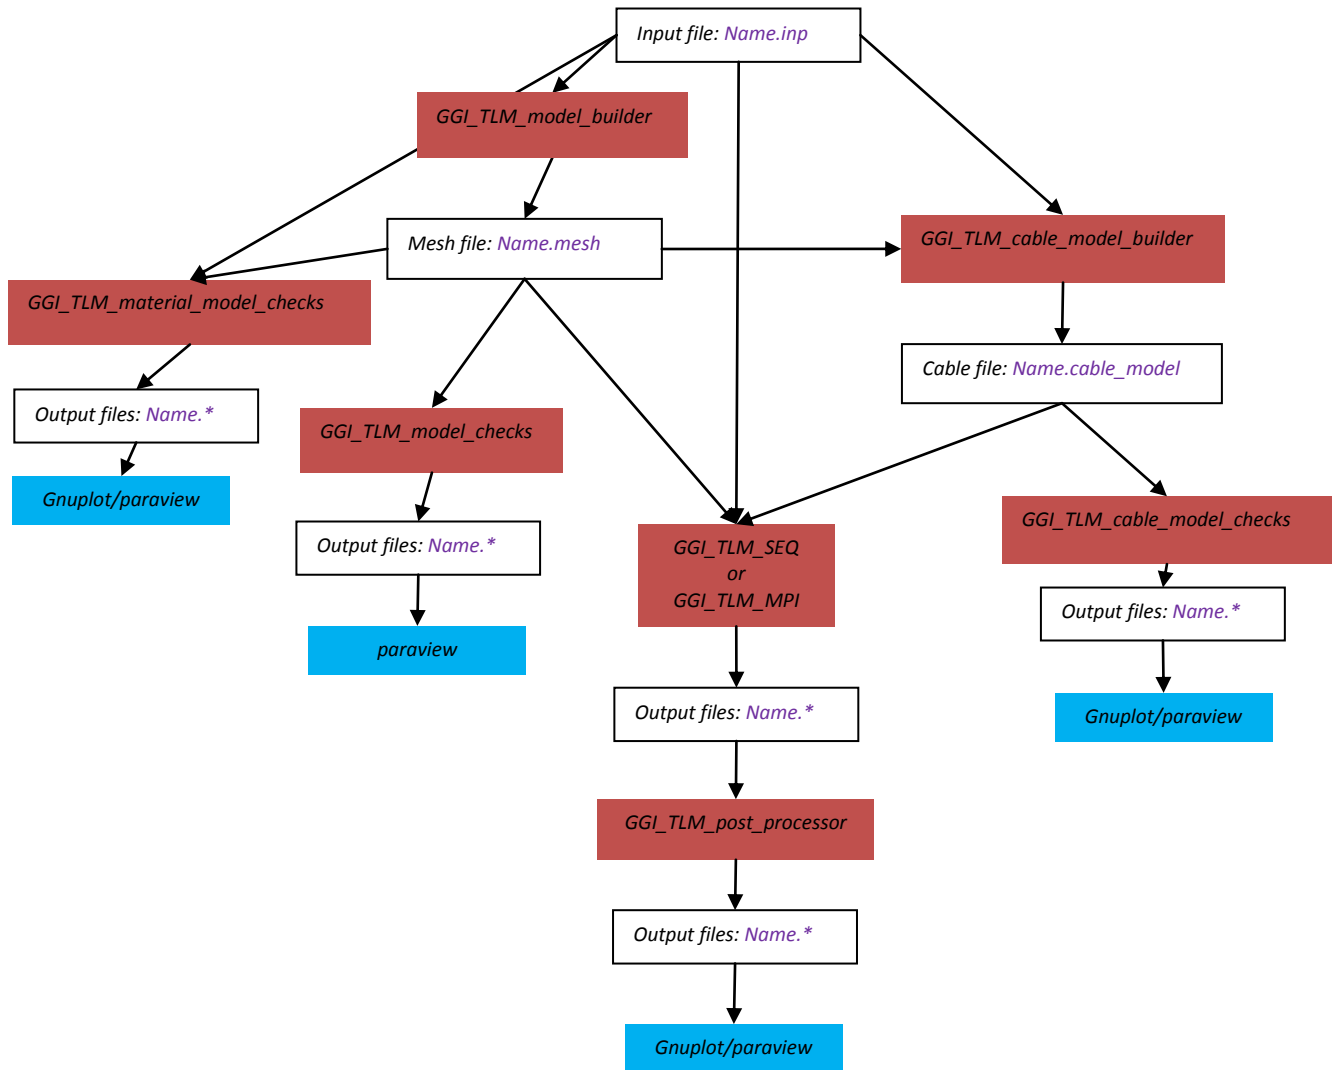 Input file: Name.inp
GGI_TLM_model_builder
Mesh file: Name.mesh
GGI_TLM_cable_model_builder
GGI_TLM_material_model_checks
Cable file: Name.cable_model
Output files: Name.*
GGI_TLM_model_checks
Gnuplot/paraview
GGI_TLM_cable_model_checks
Output files: Name.*
GGI_TLM_SEQ
or
GGI_TLM_MPI
Output files: Name.*
paraview
Output files: Name.*
Gnuplot/paraview
GGI_TLM_post_processor
Output files: Name.*
Gnuplot/paraview